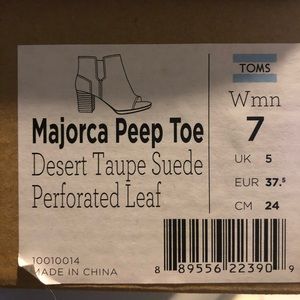 TOMS
Wmn
7
UK 5
EUR 37.5
CM 24
Majorca Peep Toe
Desert Taupe Suede
Perforated Leaf
10010014
MADE IN CHINA
8 89556 22390 9